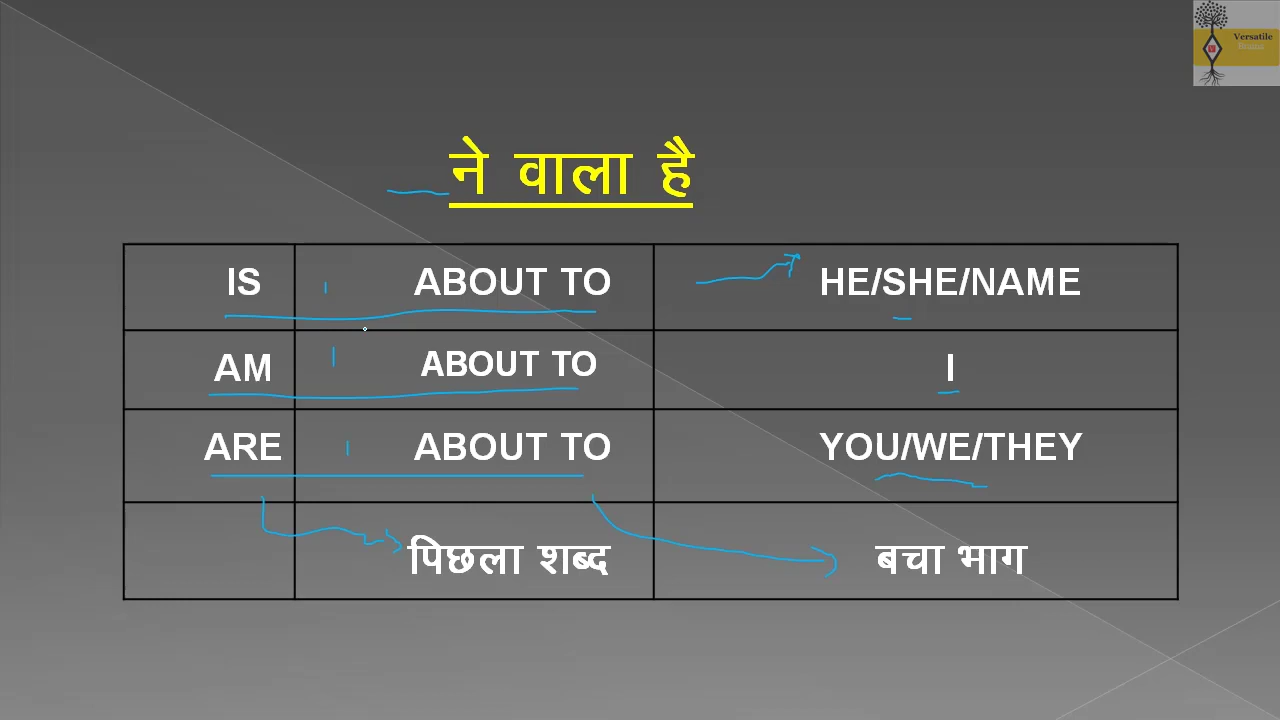 Versatile
ने वाला है
IS ABOUT TO HE/SHE/NAME
AM ABOUT TO I
ARE ABOUT TO YOU/WE/THEY
पिछला शब्द बचा भाग